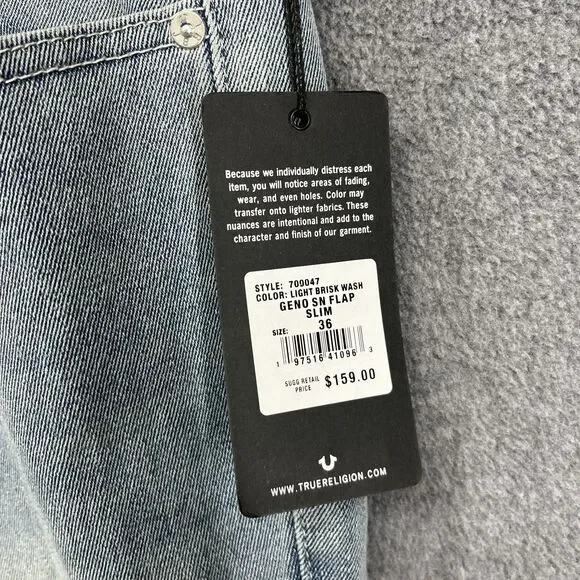 Because we individually distress each
item, you will notice areas of fading,
wear, and even holes. Color may
transfer onto lighter fabrics. These
nuances are intentional and add to the
character and finish of our garment.
STYLE: 709047
COLOR: LIGHT BRISK WASH
GENO SN FLAP
SLIM
SIZE: 36
1 97516 41096 3
SUGG RETAIL
PRICE $159.00
WWW.TRUERELIGION.COM